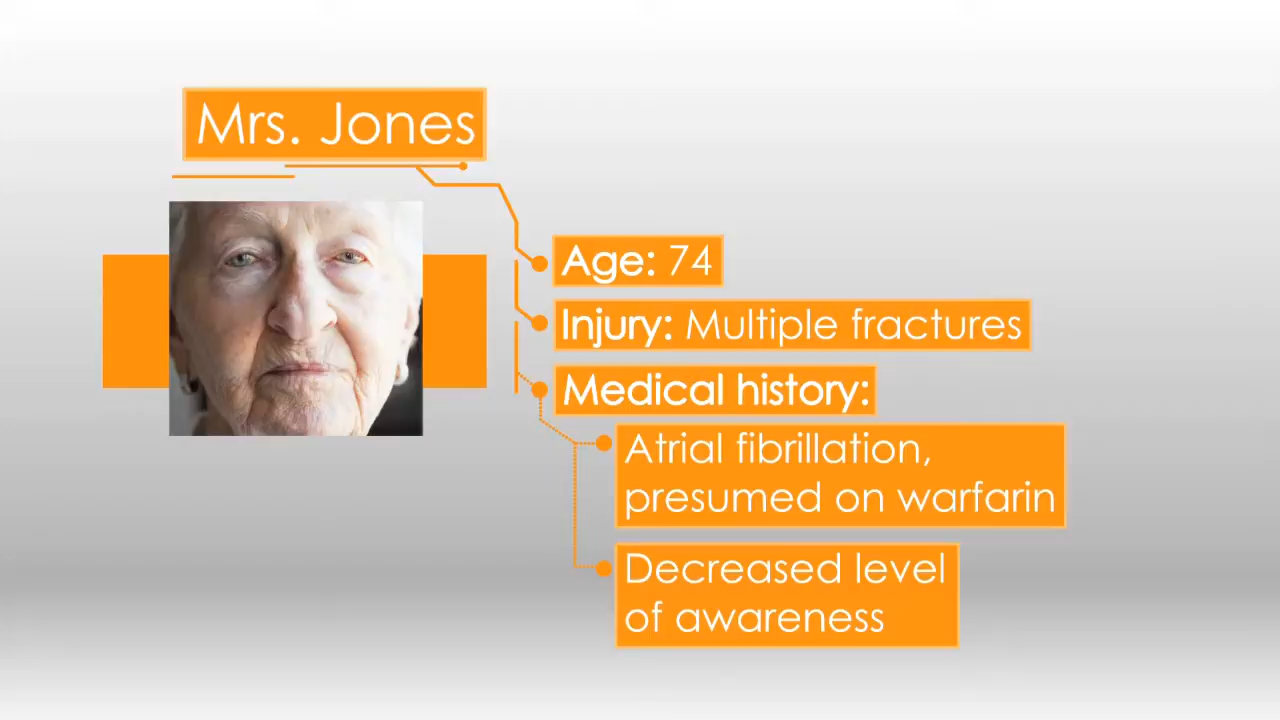 Mrs. Jones
Age: 74
Injury: Multiple fractures
Medical history:
Atrial fibrillation,
presumed on warfarin
Decreased level
of awareness